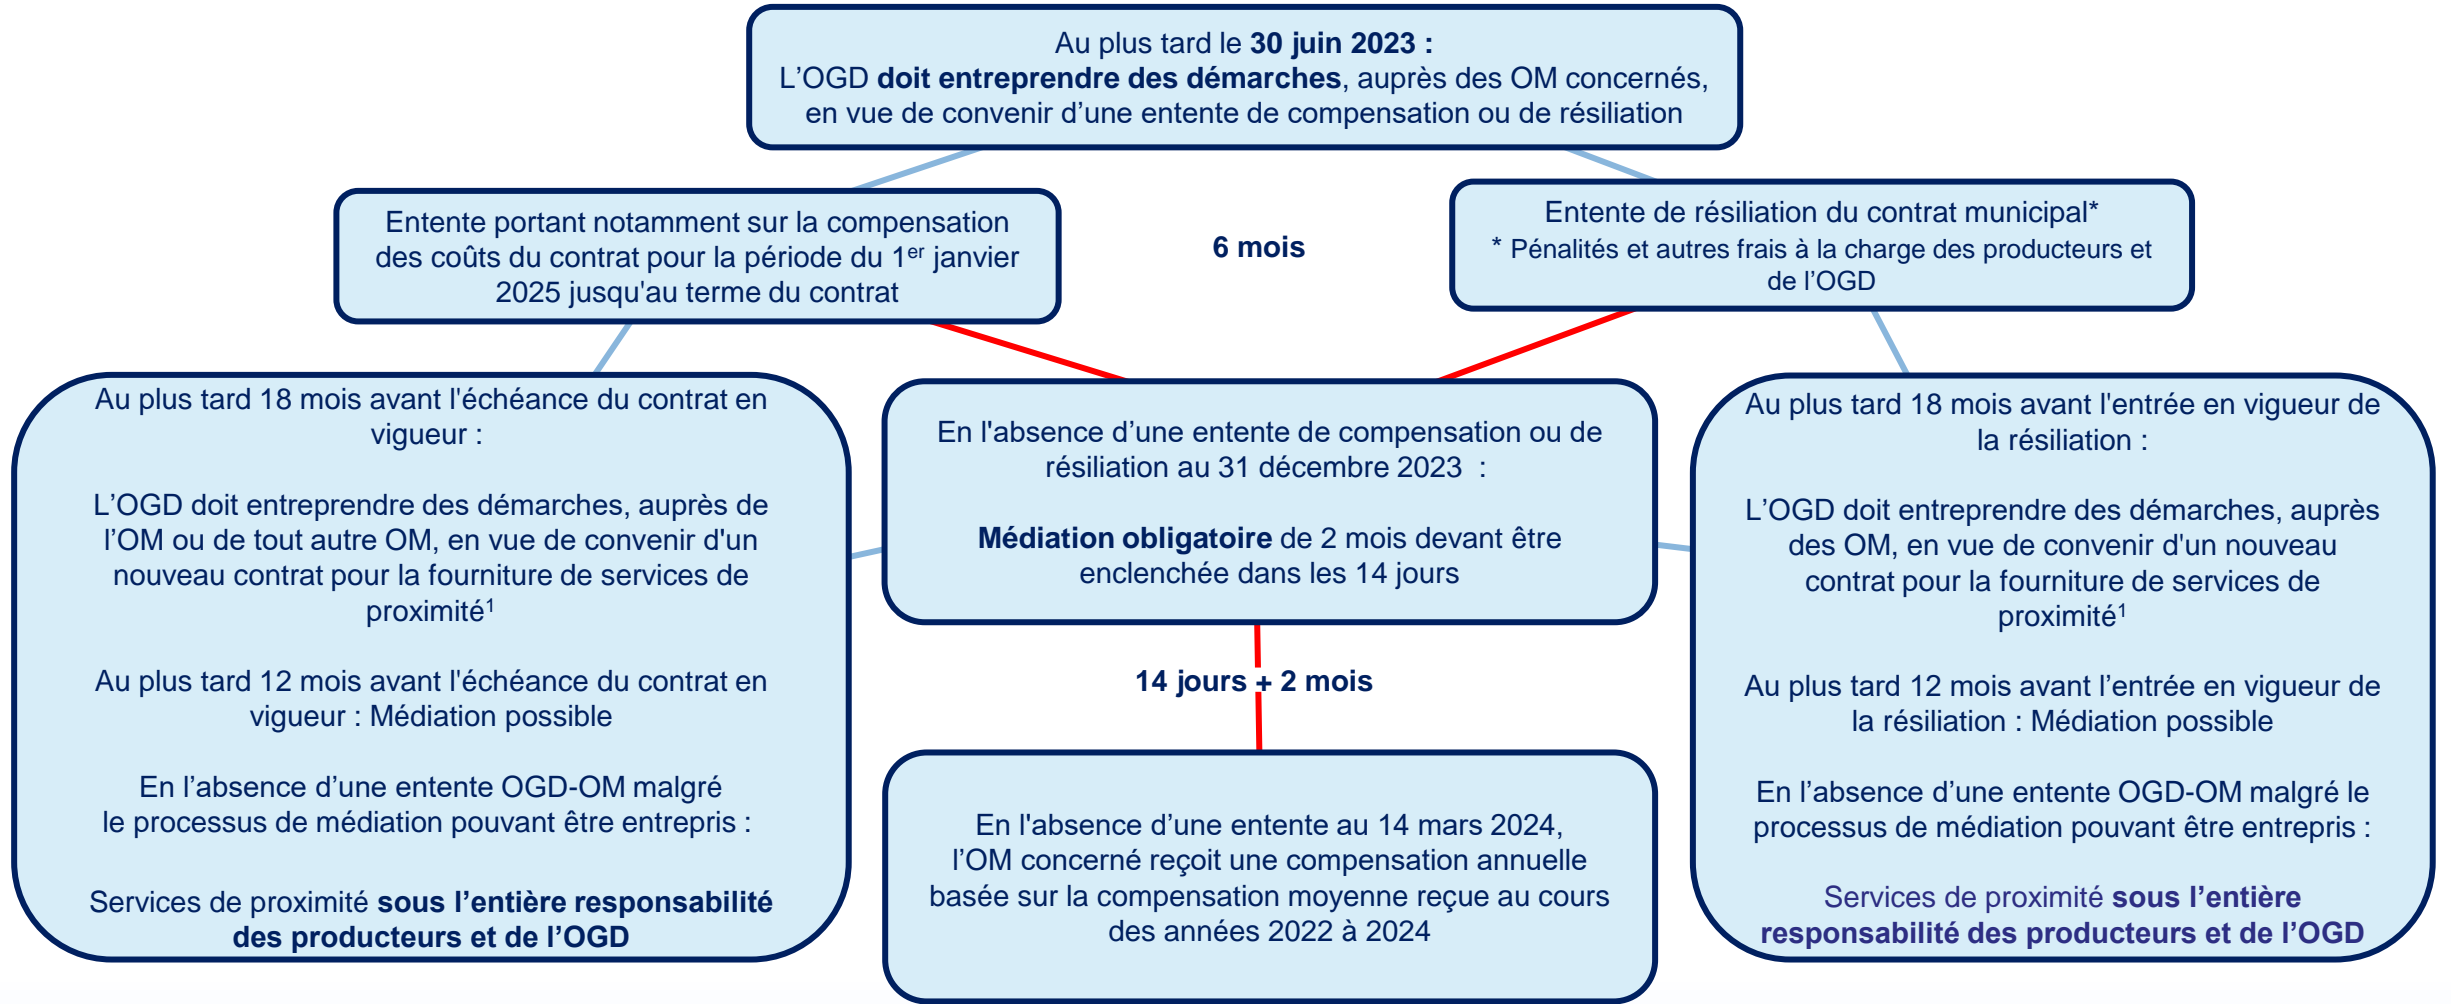 Au plus tard le 30 juin 2023 :
L’OGD doit entreprendre des démarches, auprès des OM concernés,
en vue de convenir d’une entente de compensation ou de résiliation
Entente portant notamment sur la compensation
des coûts du contrat pour la période du 1er janvier
2025 jusqu'au terme du contrat
6 mois
Entente de résiliation du contrat municipal*
* Pénalités et autres frais à la charge des producteurs et
de l’OGD
Au plus tard 18 mois avant l'échéance du contrat en
vigueur :
L’OGD doit entreprendre des démarches, auprès de
l’OM ou de tout autre OM, en vue de convenir d'un
nouveau contrat pour la fourniture de services de
proximité¹
Au plus tard 12 mois avant l'échéance du contrat en
vigueur : Médiation possible
En l’absence d’une entente OGD-OM malgré
le processus de médiation pouvant être entrepris :
Services de proximité sous l’entière responsabilité
des producteurs et de l’OGD
En l'absence d’une entente de compensation ou de
résiliation au 31 décembre 2023 :
Médiation obligatoire de 2 mois devant être
enclenchée dans les 14 jours
14 jours + 2 mois
En l'absence d’une entente au 14 mars 2024,
l’OM concerné reçoit une compensation annuelle
basée sur la compensation moyenne reçue au cours
des années 2022 à 2024
Au plus tard 18 mois avant l'entrée en vigueur de
la résiliation :
L’OGD doit entreprendre des démarches, auprès
des OM, en vue de convenir d'un nouveau
contrat pour la fourniture de services de
proximité¹
Au plus tard 12 mois avant l’entrée en vigueur de
la résiliation : Médiation possible
En l’absence d’une entente OGD-OM malgré le
processus de médiation pouvant être entrepris :
Services de proximité sous l’entière
responsabilité des producteurs et de l’OGD